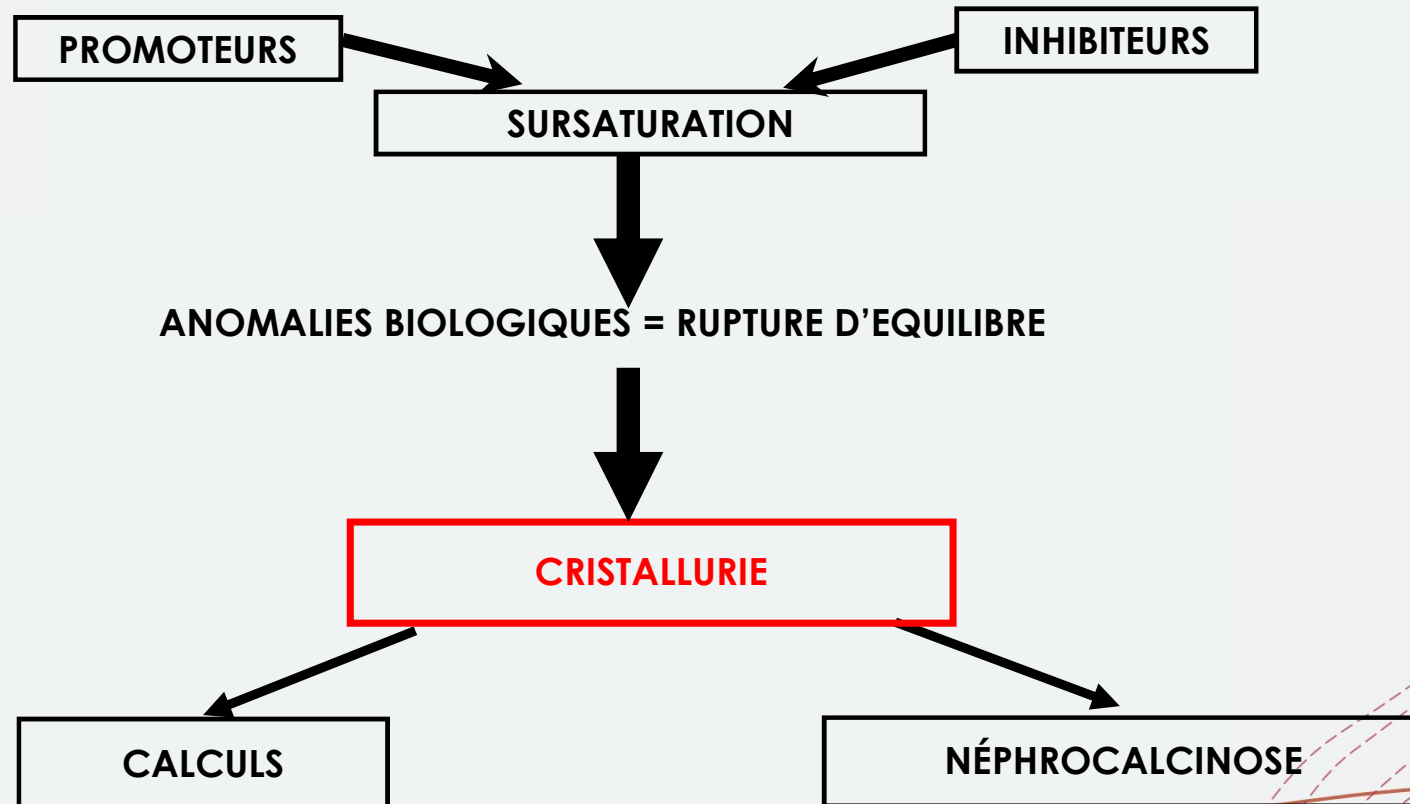 PROMOTEURS
INHIBITEURS
SURSATURATION
ANOMALIES BIOLOGIQUES = RUPTURE D’EQUILIBRE
CRISTALLURIE
CALCULS
NÉPHROCALCINOSE